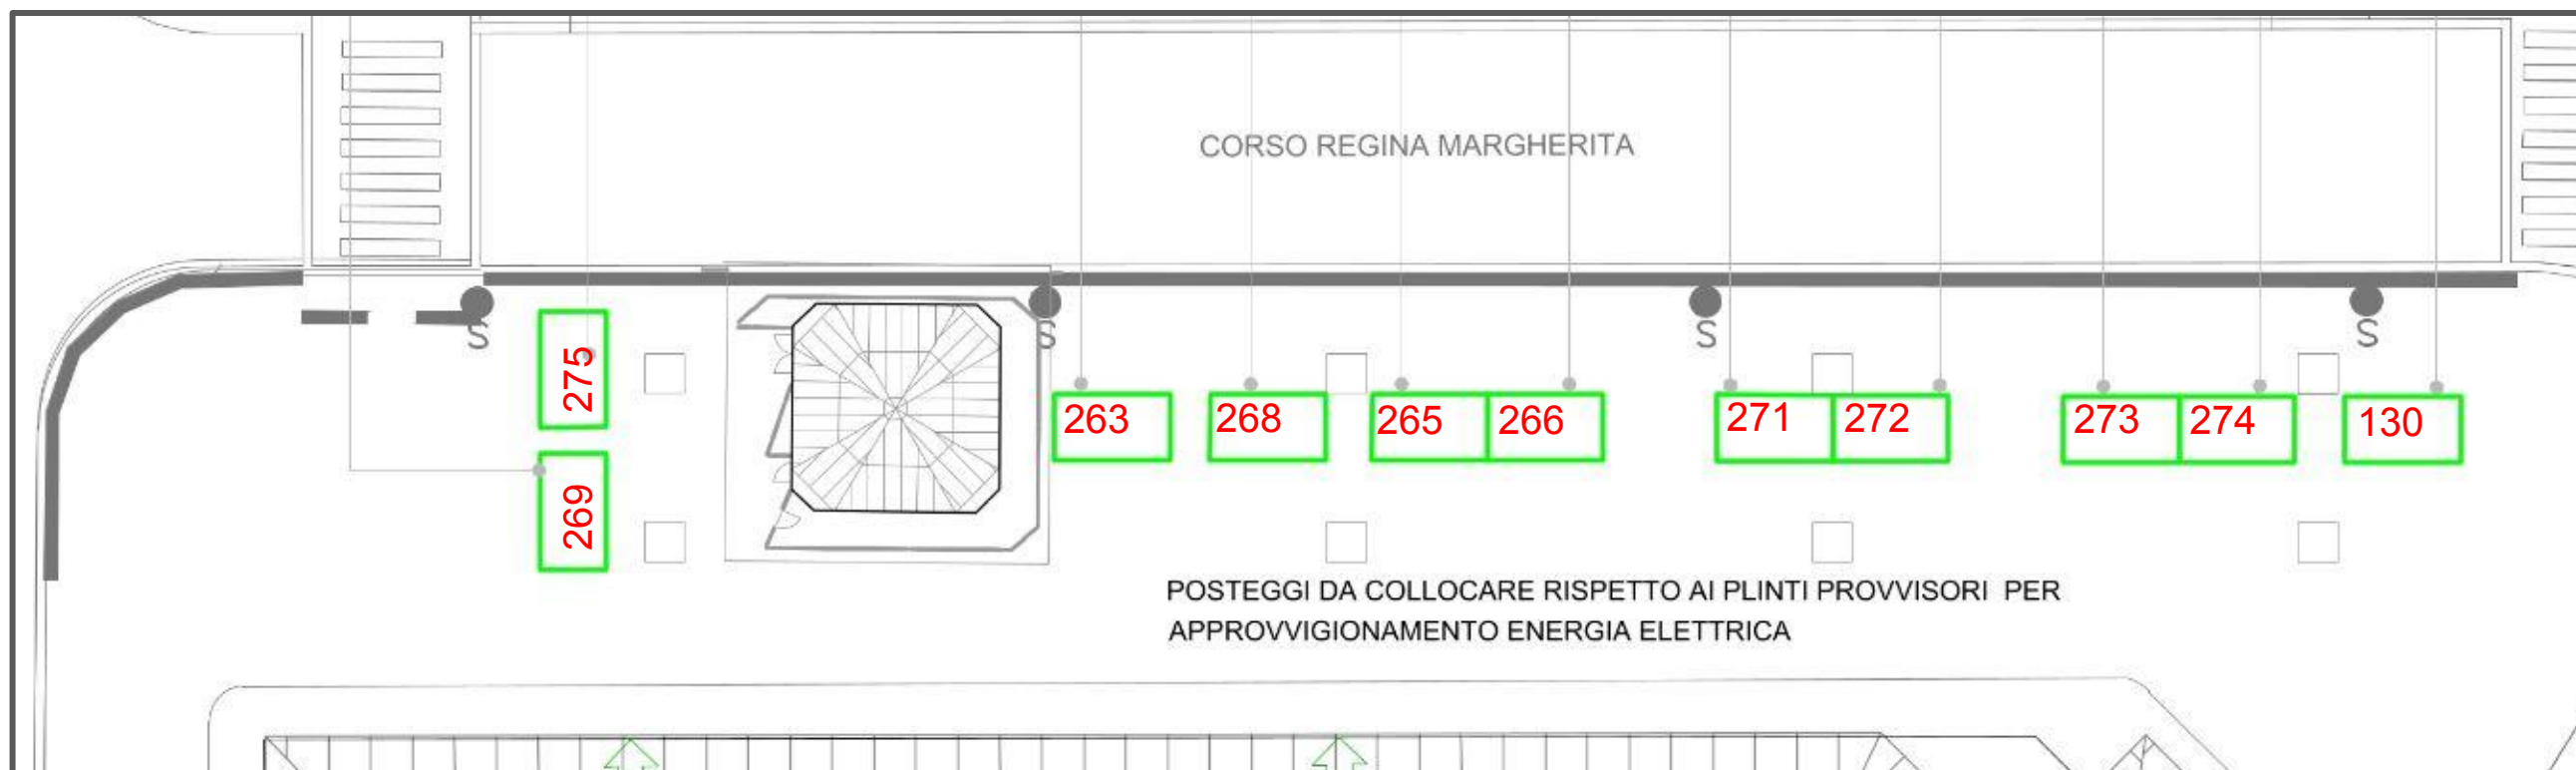 CORSO REGINA MARGHERITA
S
S
S
S
275
263
268
265
266
271
272
273
274
130
269
POSTEGGI DA COLLOCARE RISPETTO AI PLINTI PROVVISORI PER
APPROVVIGIONAMENTO ENERGIA ELETTRICA